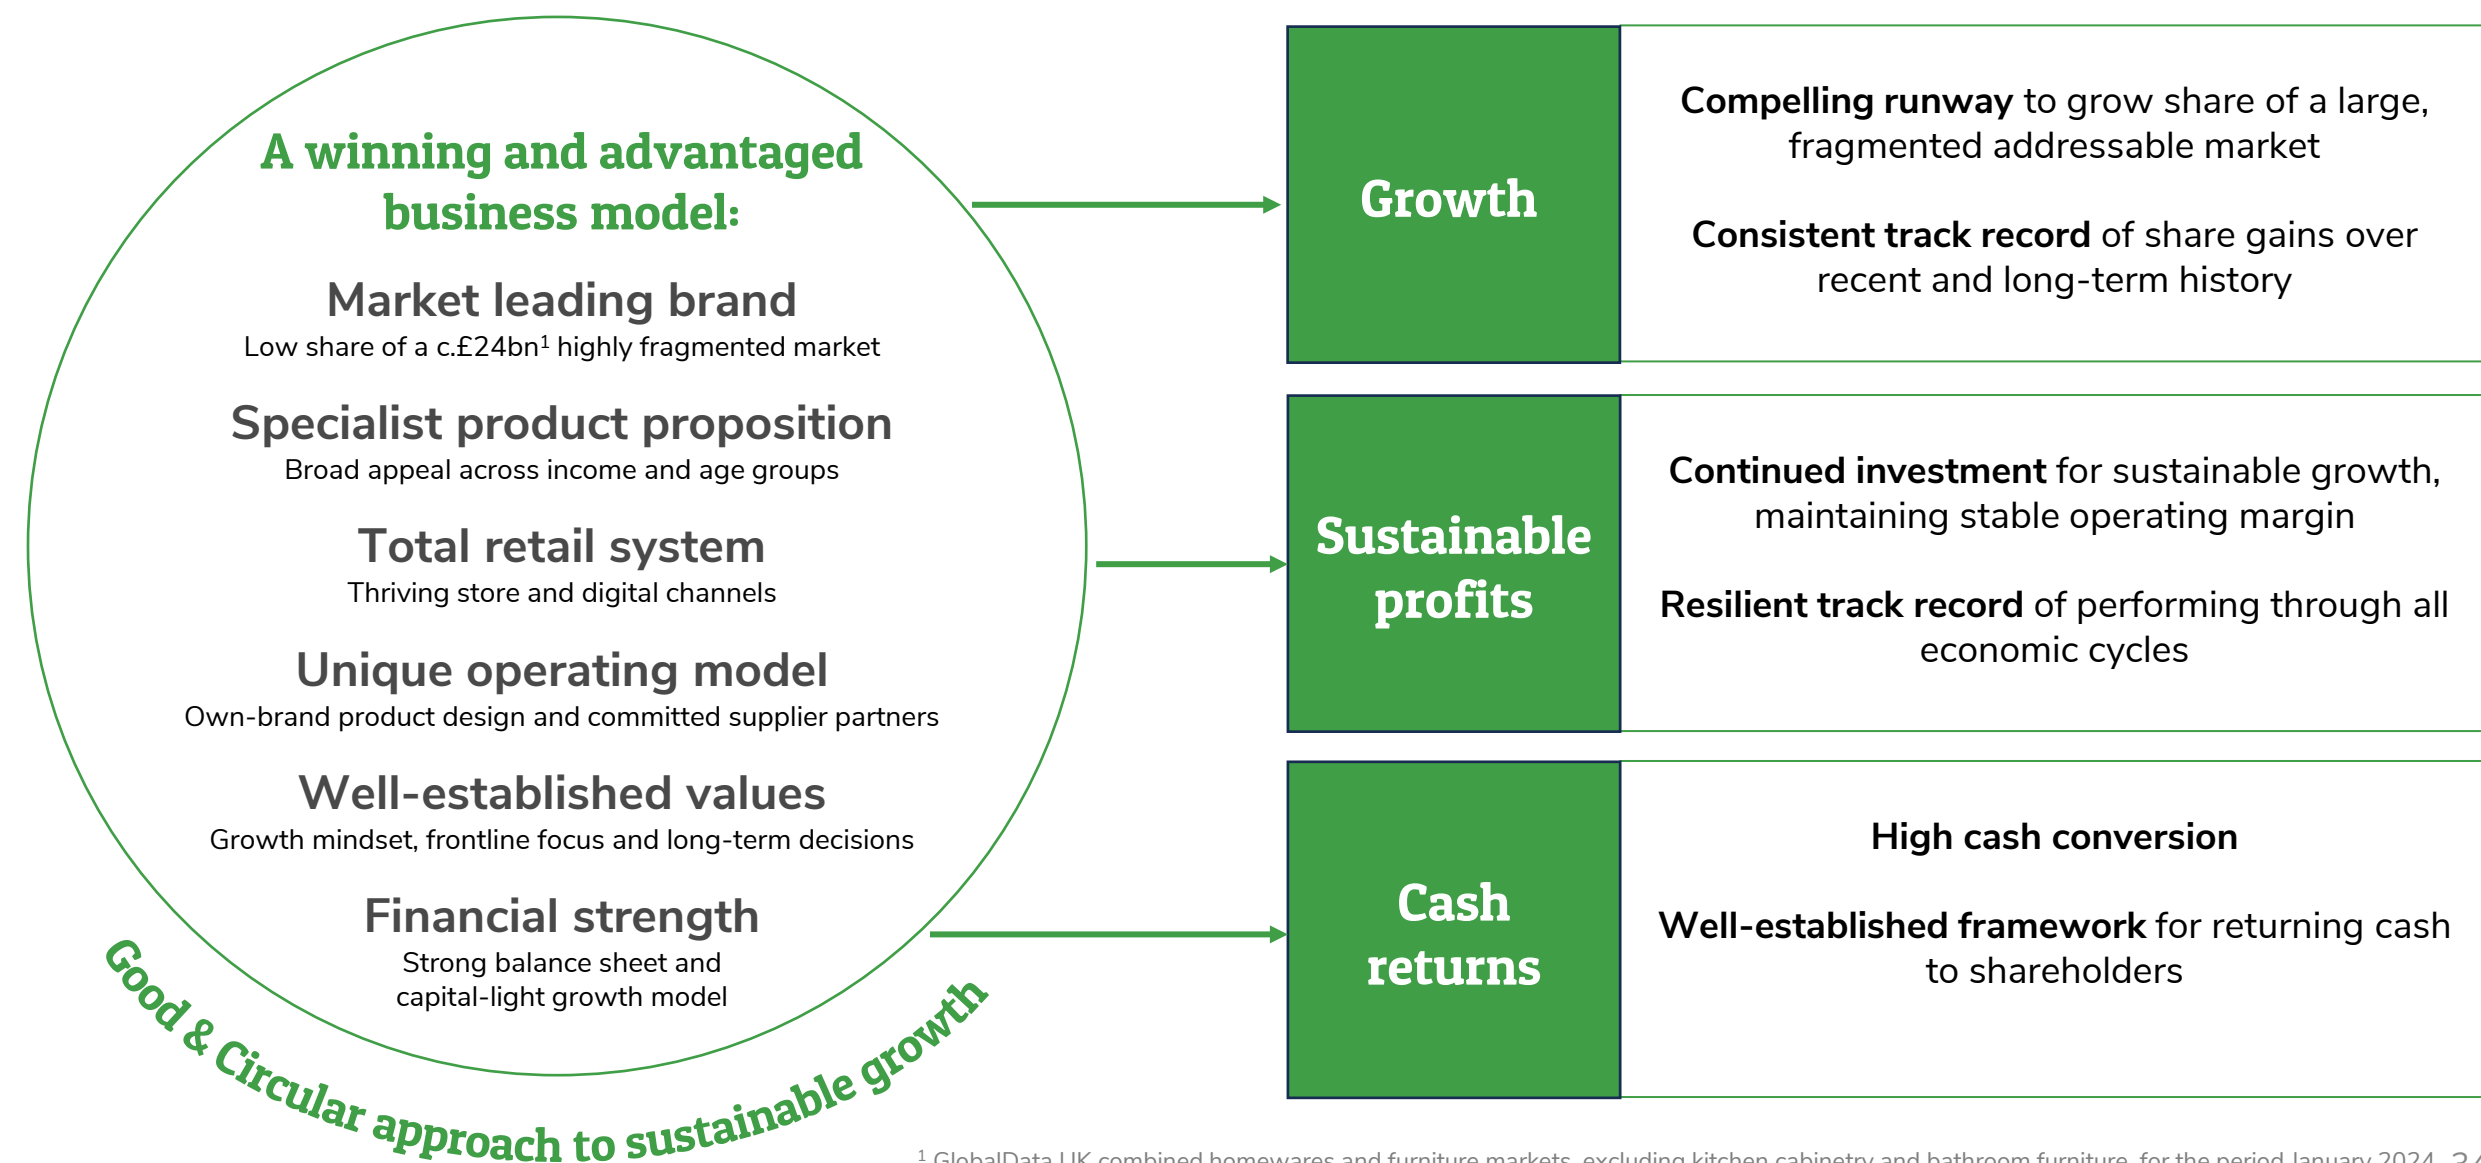 A winning and advantaged
business model:
Market leading brand
Low share of a c.£24bn¹ highly fragmented market
Specialist product proposition
Broad appeal across income and age groups
Total retail system
Thriving store and digital channels
Unique operating model
Own-brand product design and committed supplier partners
Well-established values
Growth mindset, frontline focus and long-term decisions
Financial strength
Strong balance sheet and
capital-light growth model
Good & Circular approach to sustainable growth
Growth
Compelling runway to grow share of a large,
fragmented addressable market
Consistent track record of share gains over
recent and long-term history
Sustainable
profits
Continued investment for sustainable growth,
maintaining stable operating margin
Resilient track record of performing through all
economic cycles
Cash
returns
High cash conversion
Well-established framework for returning cash
to shareholders
¹ GlobalData UK combined homewares and furniture markets, excluding kitchen cabinetry and bathroom furniture, for the period January 2024